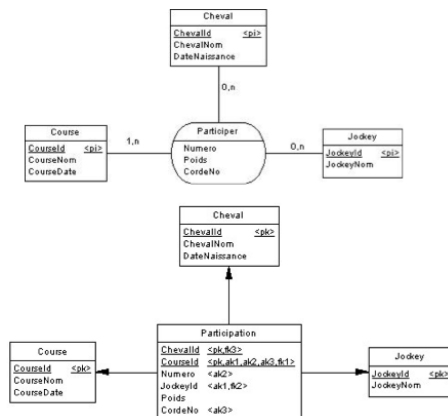 Cheval
ChevalId <pi>
ChevalNom
DateNaissance
0,n
Course
CourseId <pi>
CourseNom
CourseDate
1,n
Participer
Numero
Poids
CordeNo
0,n
Jockey
JockeyId <pi>
JockeyNom
Cheval
ChevalId <pk>
ChevalNom
DateNaissance
Course
CourseId <pk>
CourseNom
CourseDate
Participation
ChevalId <pk,fk3>
CourseId <pk,ak1,ak2,ak3,fk1>
Numero <ak2>
JockeyId <ak1,fk2>
Poids
CordeNo <ak3>
Jockey
JockeyId <pk>
JockeyNom